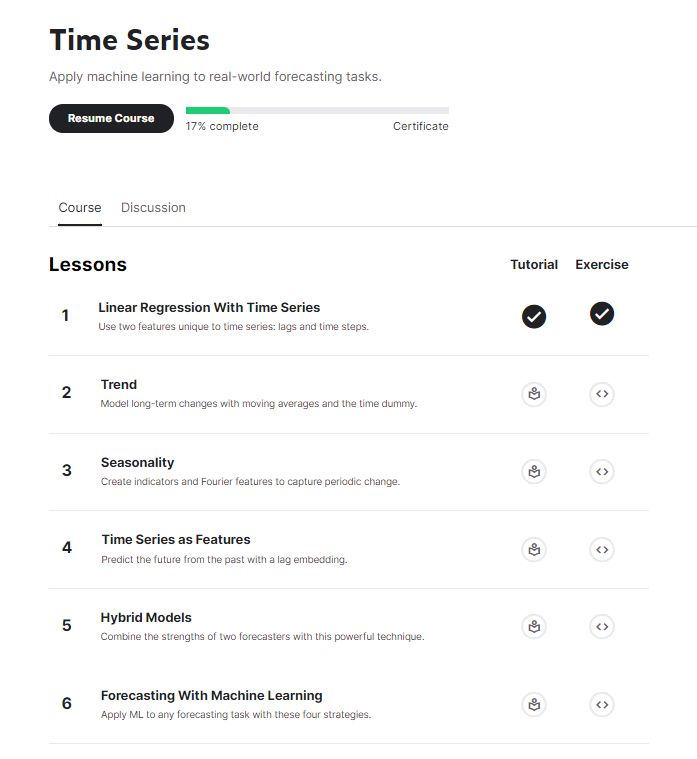 Time Series
Apply machine learning to real-world forecasting tasks.
Resume Course
17% complete
Certificate
Course
Discussion
Lessons
Tutorial
Exercise
1
Linear Regression With Time Series
Use two features unique to time series: lags and time steps.
2
Trend
Model long-term changes with moving averages and the time dummy.
3
Seasonality
Create indicators and Fourier features to capture periodic change.
4
Time Series as Features
Predict the future from the past with a lag embedding.
5
Hybrid Models
Combine the strengths of two forecasters with this powerful technique.
6
Forecasting With Machine Learning
Apply ML to any forecasting task with these four strategies.